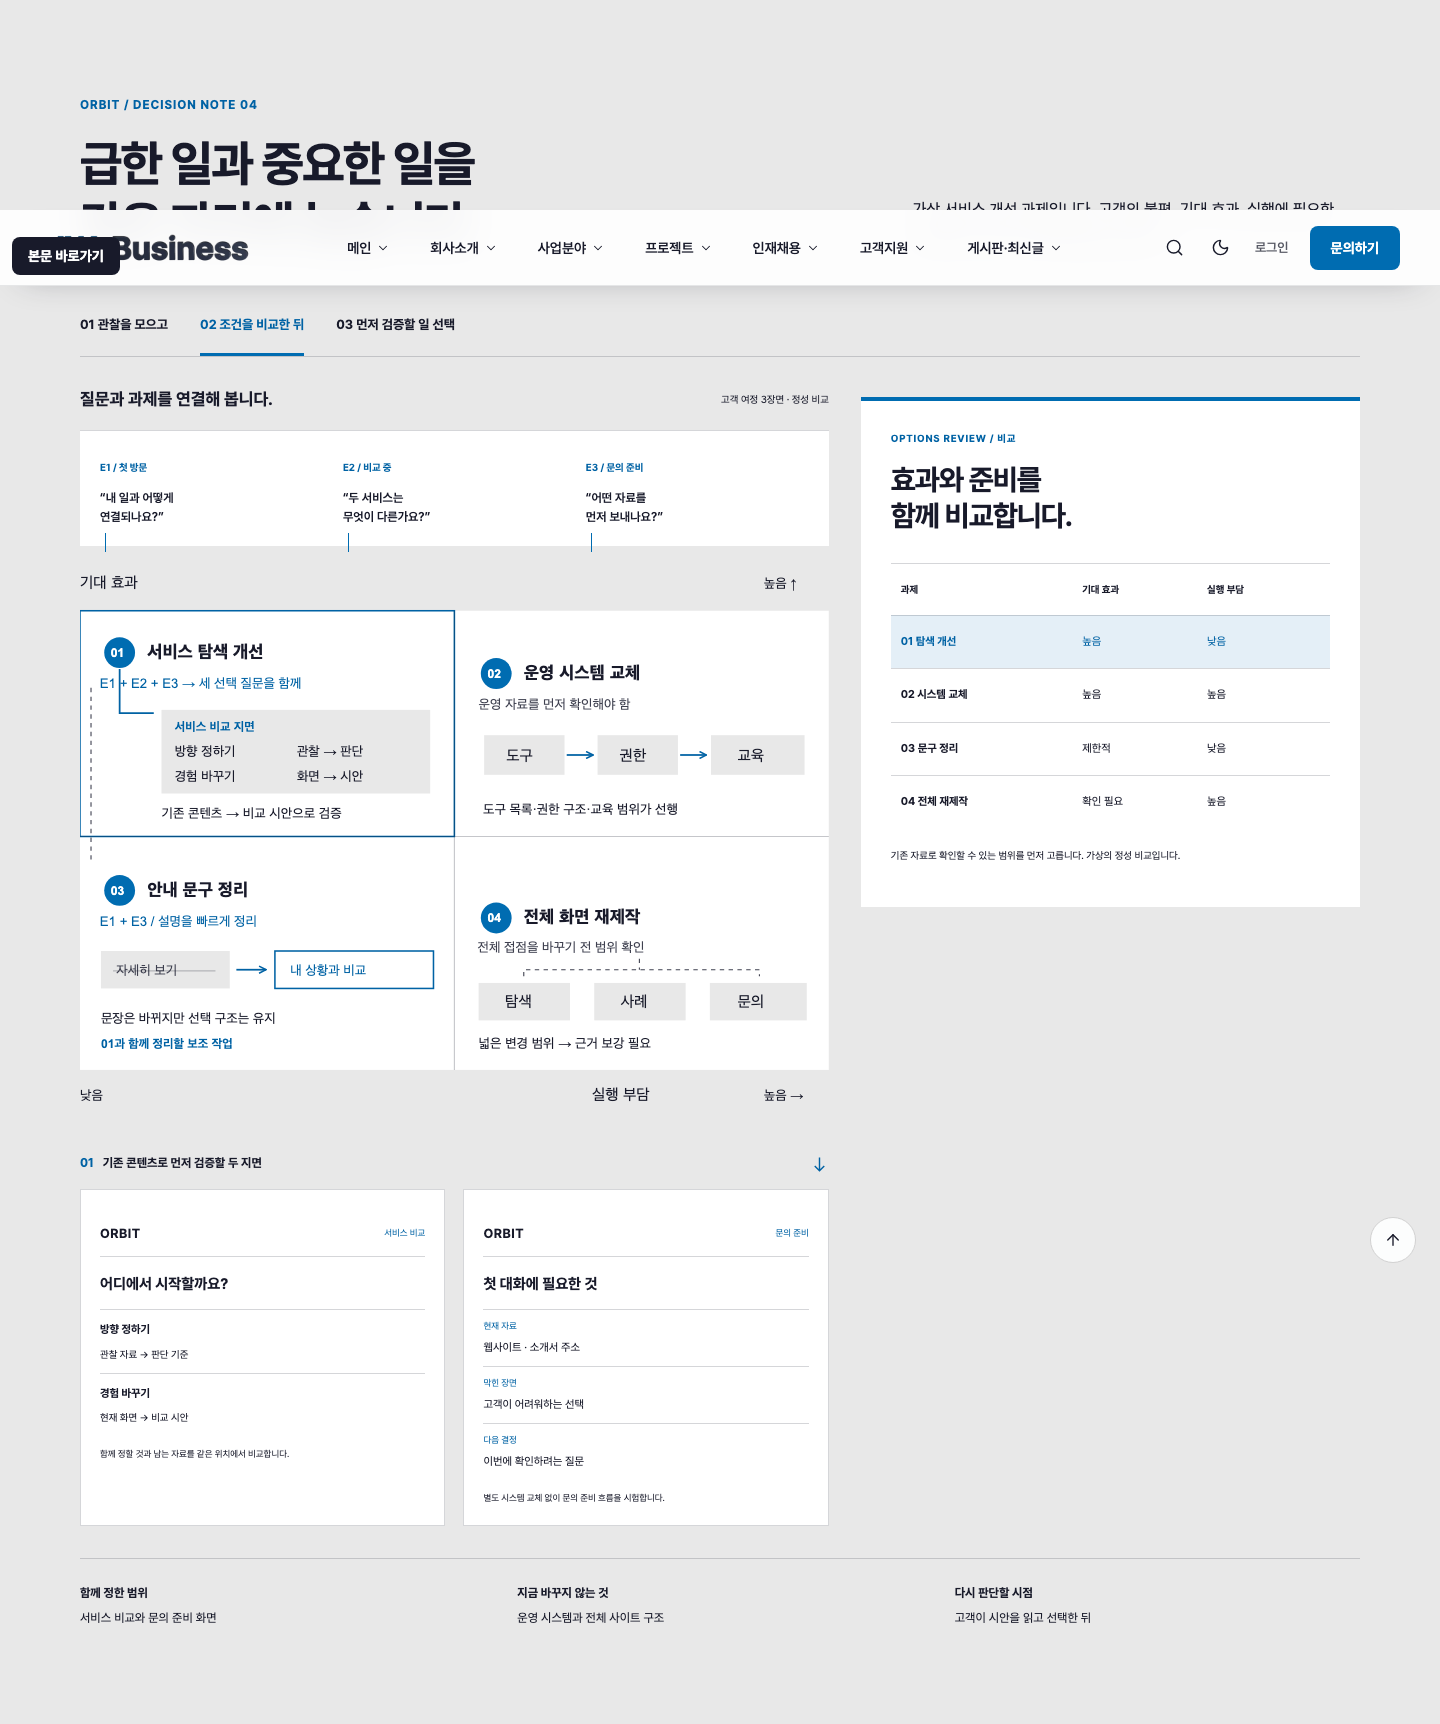 ORBIT / DECISION NOTE 04
급한 일과 중요한 일을
가상 서비스 개선 과제입니다. 고객의 불편, 기대 효과, 실행에 필요한
본문 바로가기
Business
메인
회사소개
사업분야
프로젝트
인재채용
고객지원
게시판·최신글
로그인
문의하기
01 관찰을 모으고
02 조건을 비교한 뒤
03 먼저 검증할 일 선택
질문과 과제를 연결해 봅니다.
고객 여정 3장면 · 정성 비교
E1 / 첫 방문
“내 일과 어떻게
연결되나요?”
E2 / 비교 중
“두 서비스는
무엇이 다른가요?”
E3 / 문의 준비
“어떤 자료를
먼저 보내나요?”
기대 효과
높음 ↑
01 서비스 탐색 개선
E1 + E2 + E3 → 세 선택 질문을 함께
서비스 비교 지면
방향 정하기 관찰 → 판단
경험 바꾸기 화면 → 시안
기존 콘텐츠 → 비교 시안으로 검증
02 운영 시스템 교체
운영 자료를 먼저 확인해야 함
도구 → 권한 → 교육
도구 목록·권한 구조·교육 범위가 선행
03 안내 문구 정리
E1 + E3 / 설명을 빠르게 정리
자세히 보기 → 내 상황과 비교
문장은 바뀌지만 선택 구조는 유지
01과 함께 정리할 보조 작업
04 전체 화면 재제작
전체 접점을 바꾸기 전 범위 확인
탐색 사례 문의
넓은 변경 범위 → 근거 보강 필요
낮음
실행 부담
높음 →
OPTIONS REVIEW / 비교
효과와 준비를
함께 비교합니다.
과제 기대 효과 실행 부담
01 탐색 개선 높음 낮음
02 시스템 교체 높음 높음
03 문구 정리 제한적 낮음
04 전체 재제작 확인 필요 높음
기존 자료로 확인할 수 있는 범위를 먼저 고릅니다. 가상의 정성 비교입니다.
01 기존 콘텐츠로 먼저 검증할 두 지면 ↓
ORBIT
서비스 비교
어디에서 시작할까요?
방향 정하기
관찰 자료 → 판단 기준
경험 바꾸기
현재 화면 → 비교 시안
함께 정할 것과 남는 자료를 같은 위치에서 비교합니다.
ORBIT
문의 준비
첫 대화에 필요한 것
현재 자료
웹사이트 · 소개서 주소
막힌 장면
고객이 어려워하는 선택
다음 결정
이번에 확인하려는 질문
별도 시스템 교체 없이 문의 준비 흐름을 시험합니다.
함께 정한 범위
서비스 비교와 문의 준비 화면
지금 바꾸지 않는 것
운영 시스템과 전체 사이트 구조
다시 판단할 시점
고객이 시안을 읽고 선택한 뒤